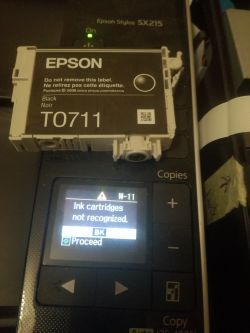 Epson Stylus SX215
On
EPSON
Do not remove this label.
Ne retirez pas cette étiquette.
Black
Noir
T0711
W-11
Ink cartridges
not recognized.
BK
Proceed
Copies
+
−
Copy